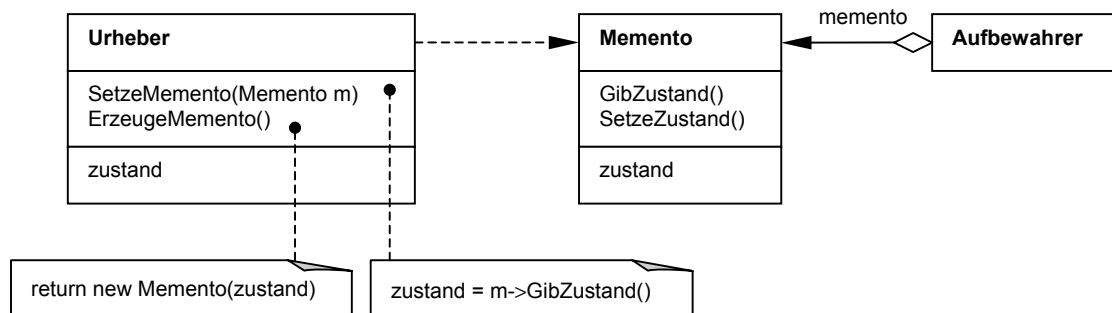 memento
Urheber
Memento
Aufbewahrer
SetzeMemento(Memento m)
ErzeugeMemento()
GibZustand()
SetzeZustand()
zustand
zustand
return new Memento(zustand)
zustand = m->GibZustand()